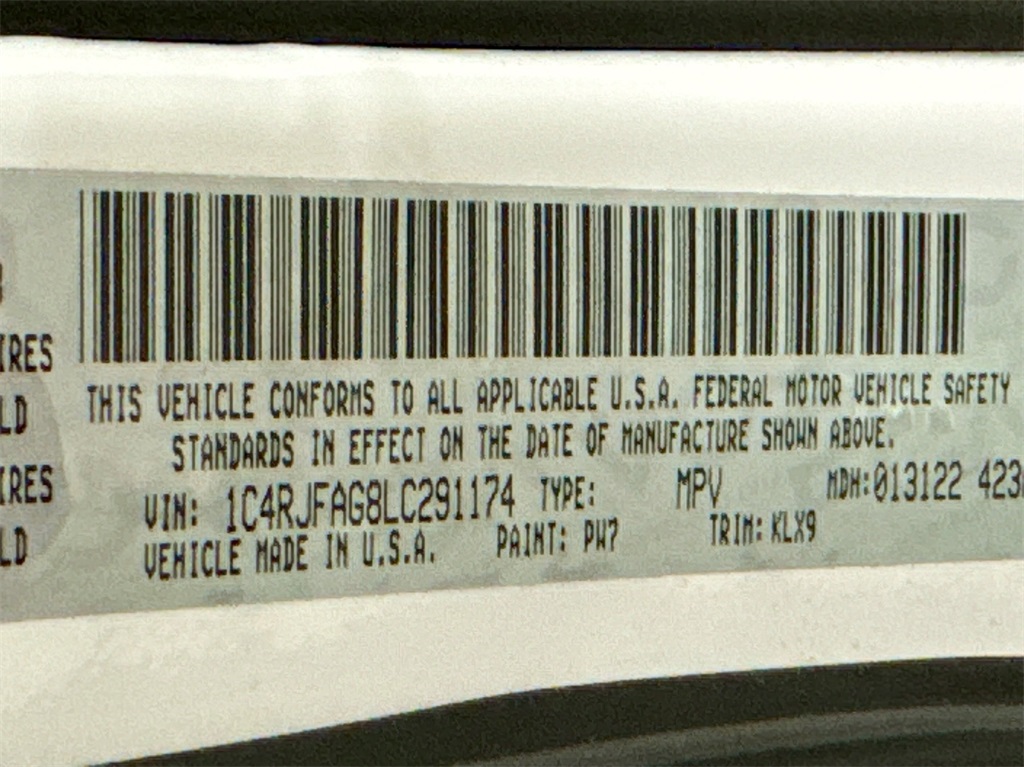 IRES
LD
IRES
LD
THIS VEHICLE CONFORMS TO ALL APPLICABLE U.S.A. FEDERAL MOTOR VEHICLE SAFETY
STANDARDS IN EFFECT ON THE DATE OF MANUFACTURE SHOWN ABOVE.
VIN: 1C4RJFAG8LC291174 TYPE: MPV MDH:013122 423
VEHICLE MADE IN U.S.A. PAINT: PW7 TRIM: KLX9